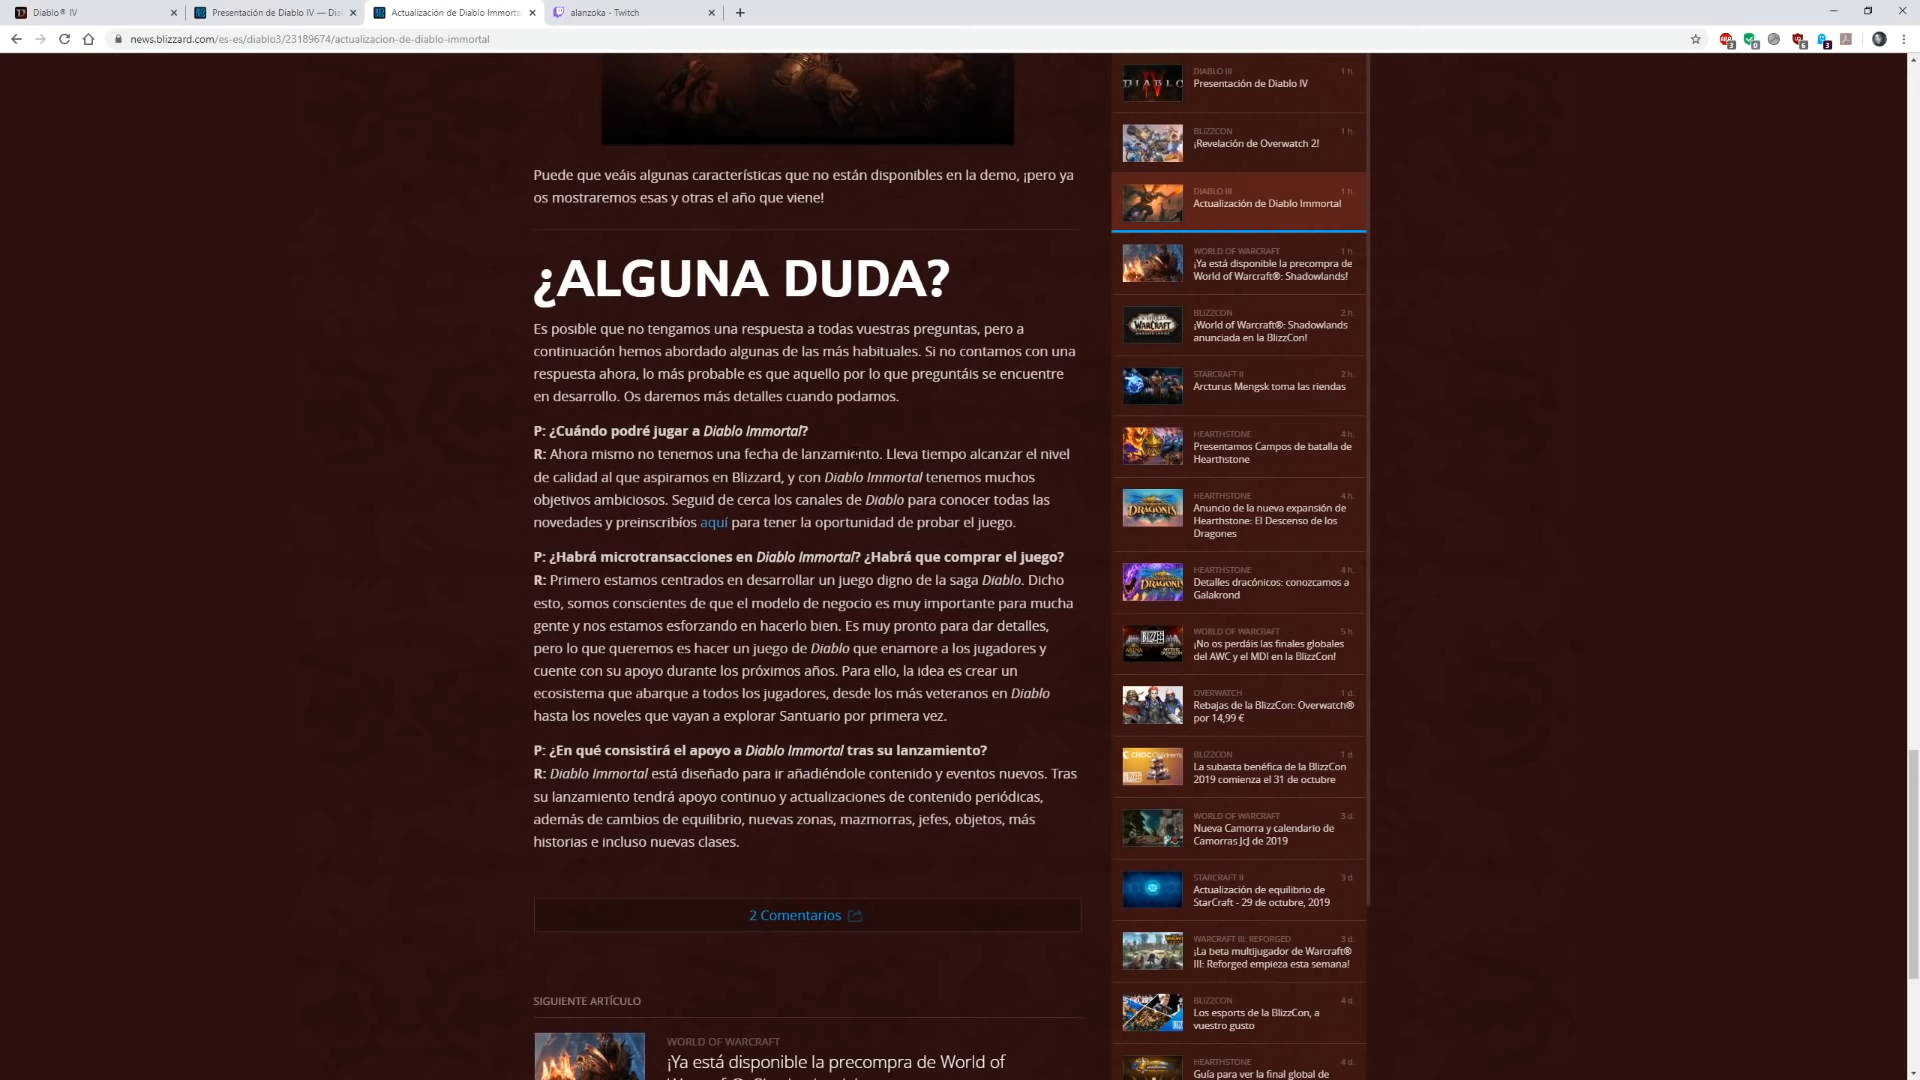 Diablo® IV
Presentación de Diablo IV — Dia
Actualización de Diablo Immorta
alanzoka - Twitch
news.blizzard.com/es-es/diablo3/23189674/actualizacion-de-diablo-immortal
Puede que veáis algunas características que no están disponibles en la demo, ¡pero ya
os mostraremos esas y otras el año que viene!
¿ALGUNA DUDA?
Es posible que no tengamos una respuesta a todas vuestras preguntas, pero a
continuación hemos abordado algunas de las más habituales. Si no contamos con una
respuesta ahora, lo más probable es que aquello por lo que preguntáis se encuentre
en desarrollo. Os daremos más detalles cuando podamos.
P: ¿Cuándo podré jugar a Diablo Immortal?
R: Ahora mismo no tenemos una fecha de lanzamiento. Lleva tiempo alcanzar el nivel
de calidad al que aspiramos en Blizzard, y con Diablo Immortal tenemos muchos
objetivos ambiciosos. Seguid de cerca los canales de Diablo para conocer todas las
novedades y preinscribíos aquí para tener la oportunidad de probar el juego.
P: ¿Habrá microtransacciones en Diablo Immortal? ¿Habrá que comprar el juego?
R: Primero estamos centrados en desarrollar un juego digno de la saga Diablo. Dicho
esto, somos conscientes de que el modelo de negocio es muy importante para mucha
gente y nos estamos esforzando en hacerlo bien. Es muy pronto para dar detalles,
pero lo que queremos es hacer un juego de Diablo que enamore a los jugadores y
cuente con su apoyo durante los próximos años. Para ello, la idea es crear un
ecosistema que abarque a todos los jugadores, desde los más veteranos en Diablo
hasta los noveles que vayan a explorar Santuario por primera vez.
P: ¿En qué consistirá el apoyo a Diablo Immortal tras su lanzamiento?
R: Diablo Immortal está diseñado para ir añadiéndole contenido y eventos nuevos. Tras
su lanzamiento tendrá apoyo continuo y actualizaciones de contenido periódicas,
además de cambios de equilibrio, nuevas zonas, mazmorras, jefes, objetos, más
historias e incluso nuevas clases.
2 Comentarios
SIGUIENTE ARTÍCULO
WORLD OF WARCRAFT
¡Ya está disponible la precompra de World of
DIABLO III 1 h.
Presentación de Diablo IV
BLIZZCON 1 h.
¡Revelación de Overwatch 2!
DIABLO III 1 h.
Actualización de Diablo Immortal
WORLD OF WARCRAFT 1 h.
¡Ya está disponible la precompra de
World of Warcraft®: Shadowlands!
BLIZZCON 2 h.
¡World of Warcraft®: Shadowlands
anunciada en la BlizzCon!
STARCRAFT II 2 h.
Arcturus Mengsk toma las riendas
HEARTHSTONE 4 h.
Presentamos Campos de batalla de
Hearthstone
HEARTHSTONE 4 h.
Anuncio de la nueva expansión de
Hearthstone: El Descenso de los
Dragones
HEARTHSTONE 4 h.
Detalles dracónicos: conozcamos a
Galakrond
WORLD OF WARCRAFT 5 h.
¡No os perdáis las finales globales
del AWC y el MDI en la BlizzCon!
OVERWATCH 1 d.
Rebajas de la BlizzCon: Overwatch®
por 14,99 €
BLIZZCON 1 d.
La subasta benéfica de la BlizzCon
2019 comienza el 31 de octubre
WORLD OF WARCRAFT 3 d.
Nueva Camorra y calendario de
Camorras JcJ de 2019
STARCRAFT II 3 d.
Actualización de equilibrio de
StarCraft - 29 de octubre, 2019
WARCRAFT III: REFORGED 3 d.
¡La beta multijugador de Warcraft®
III: Reforged empieza esta semana!
BLIZZCON 4 d.
Los esports de la BlizzCon, a
vuestro gusto
HEARTHSTONE 4 d.
Guía para ver la final global de